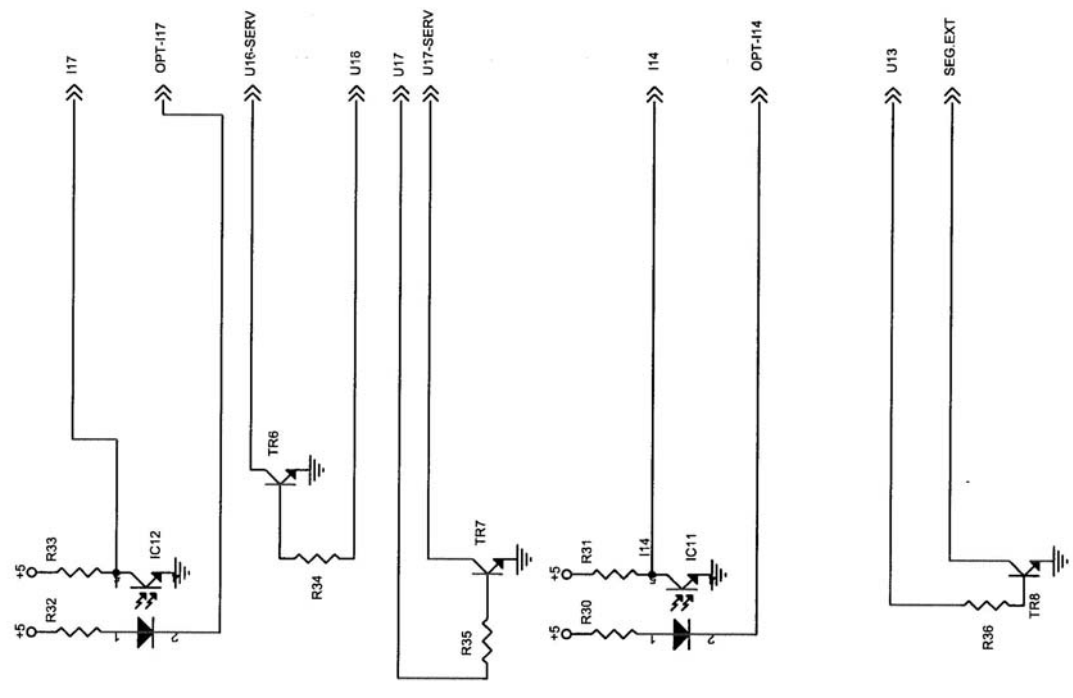 I17
OPT-I17
U16-SERV
U16
U17
U17-SERV
I14
OPT-I14
U13
SEG.EXT
TR6
+5
R33
IC12
+5
R32
1
2
R34
TR7
R35
+5
R31
I14
5
IC11
+5
R30
1
2
TR8
R36